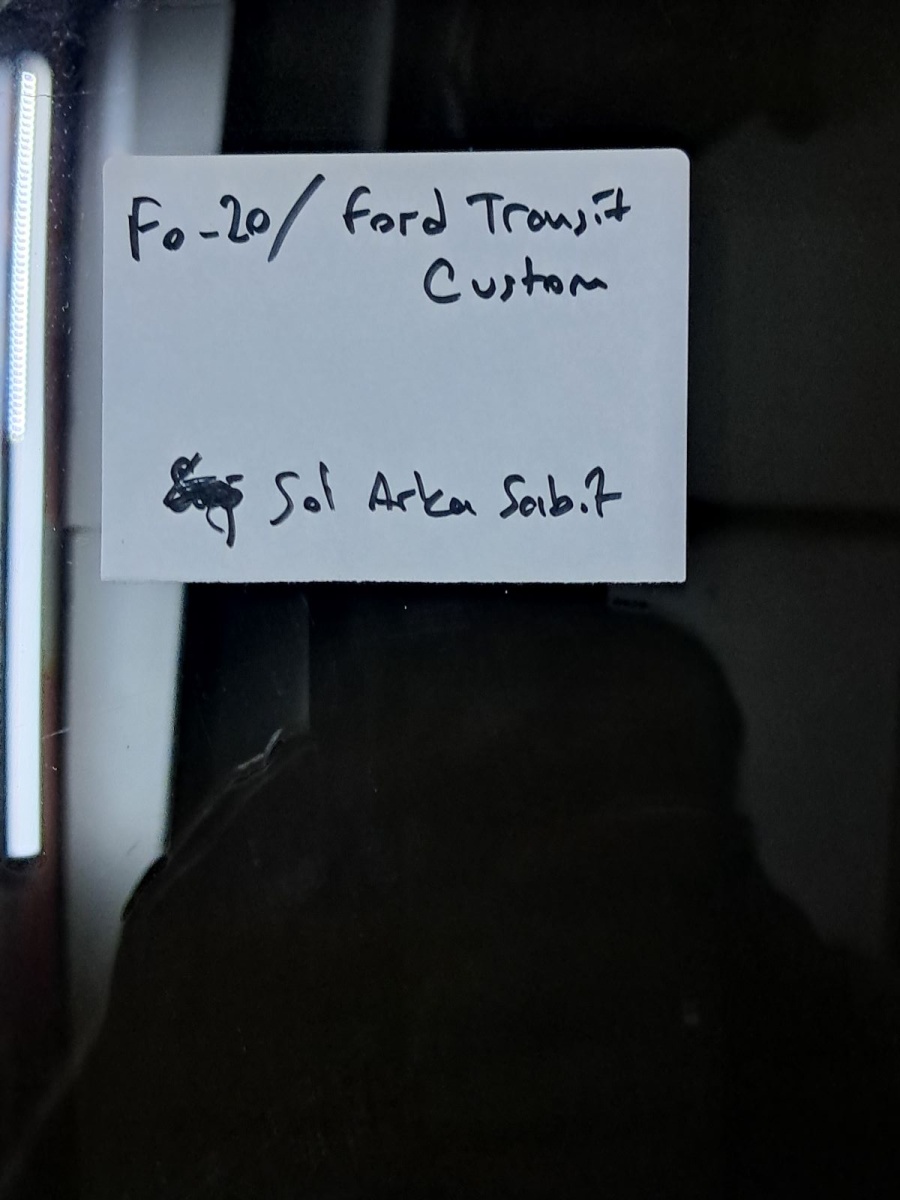 Fo-20/ Ford Transit
Custom
Sol Arka Sabit